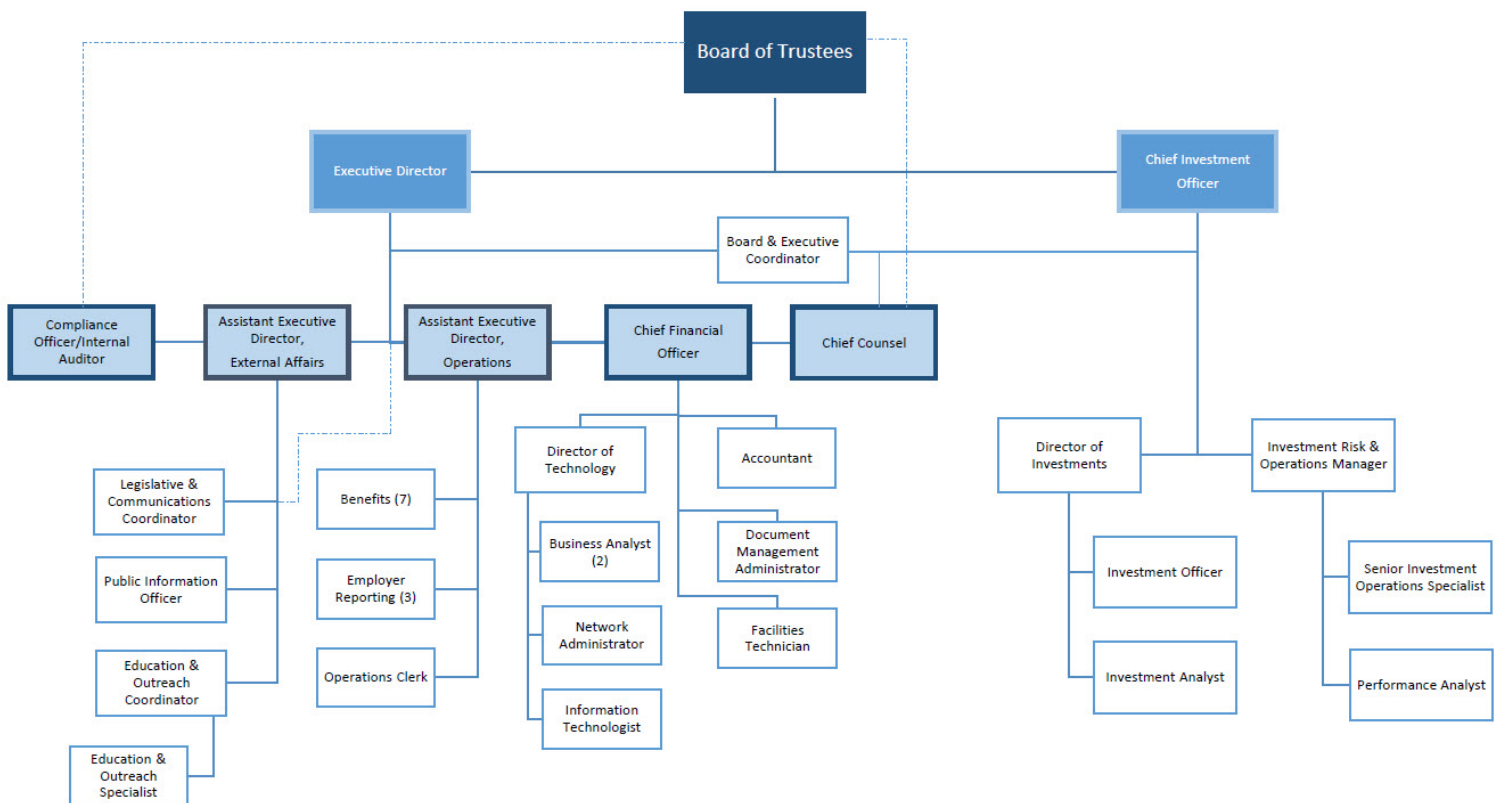 Board of Trustees
Executive Director
Chief Investment
Officer
Board & Executive
Coordinator
Compliance
Officer/Internal
Auditor
Assistant Executive
Director,
External Affairs
Assistant Executive
Director,
Operations
Chief Financial
Officer
Chief Counsel
Legislative &
Communications
Coordinator
Public Information
Officer
Education &
Outreach
Coordinator
Education &
Outreach
Specialist
Benefits (7)
Employer
Reporting (3)
Operations Clerk
Director of
Technology
Business Analyst
(2)
Network
Administrator
Information
Technologist
Accountant
Document
Management
Administrator
Facilities
Technician
Director of
Investments
Investment Officer
Investment Analyst
Investment Risk &
Operations Manager
Senior Investment
Operations Specialist
Performance Analyst